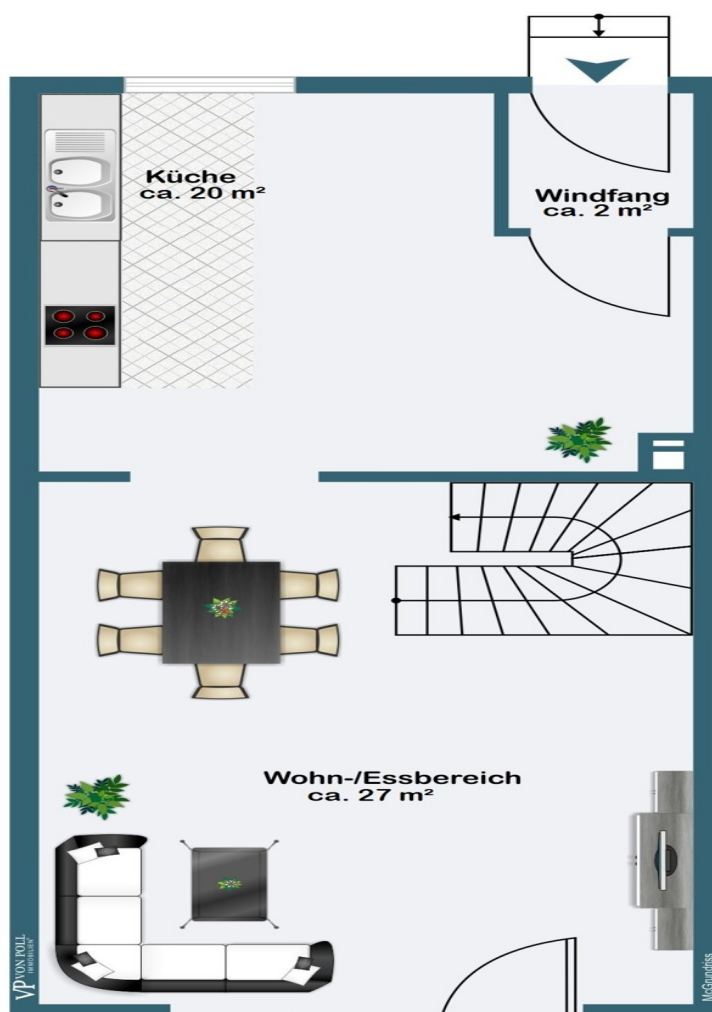 Küche
ca. 20 m²
Windfang
ca. 2 m²
Wohn-/Essbereich
ca. 27 m²
VP VON POLL
IMMOBILIEN
McGrundriss